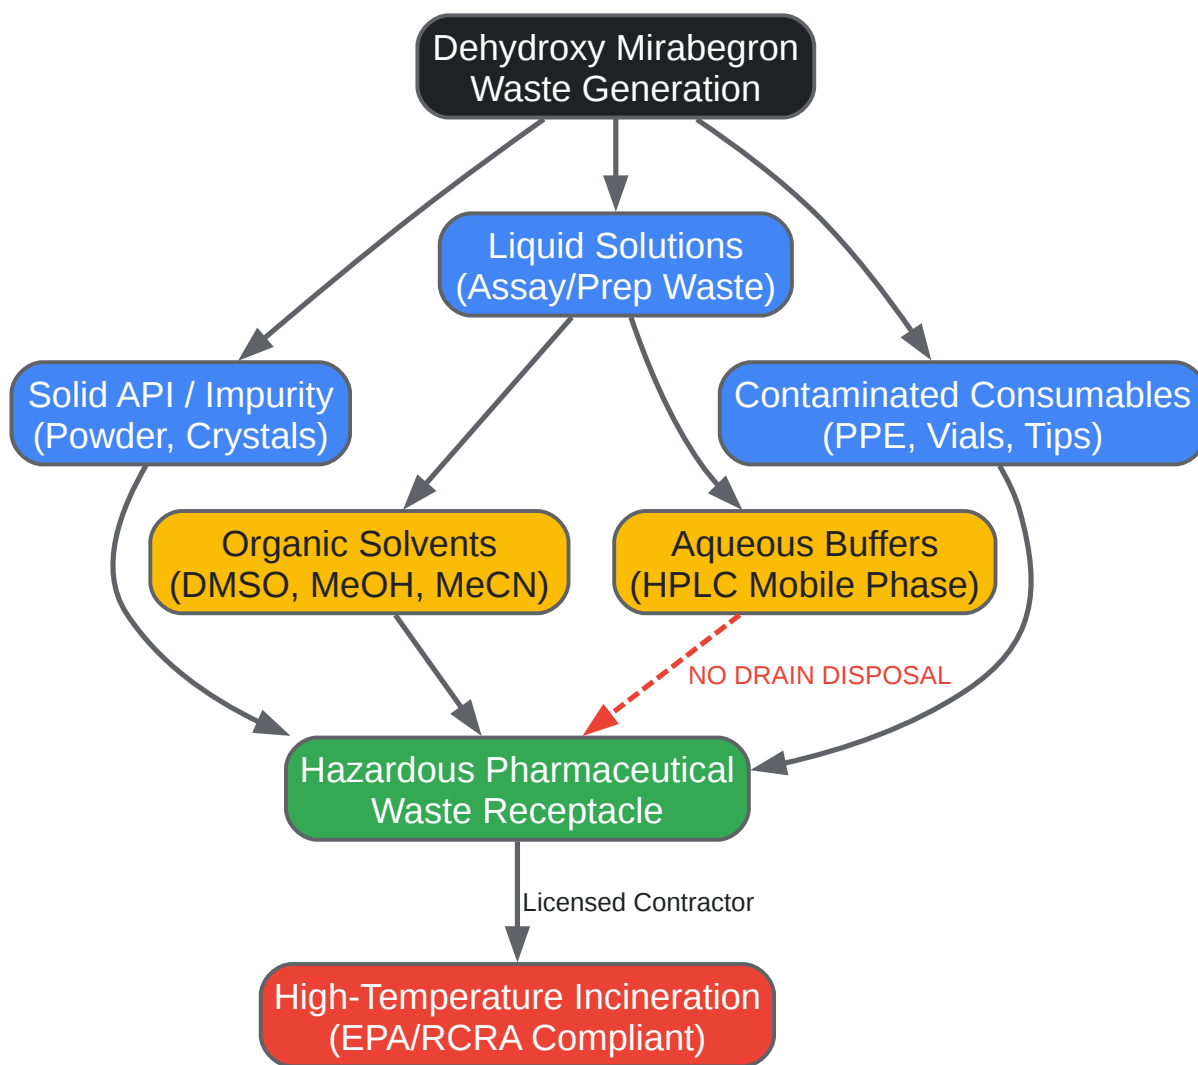 Dehydroxy Mirabegron
Waste Generation
Liquid Solutions
(Assay/Prep Waste)
Solid API / Impurity
(Powder, Crystals)
Contaminated Consumables
(PPE, Vials, Tips)
Organic Solvents
(DMSO, MeOH, MeCN)
Aqueous Buffers
(HPLC Mobile Phase)
NO DRAIN DISPOSAL
Hazardous Pharmaceutical
Waste Receptacle
Licensed Contractor
High-Temperature Incineration
(EPA/RCRA Compliant)